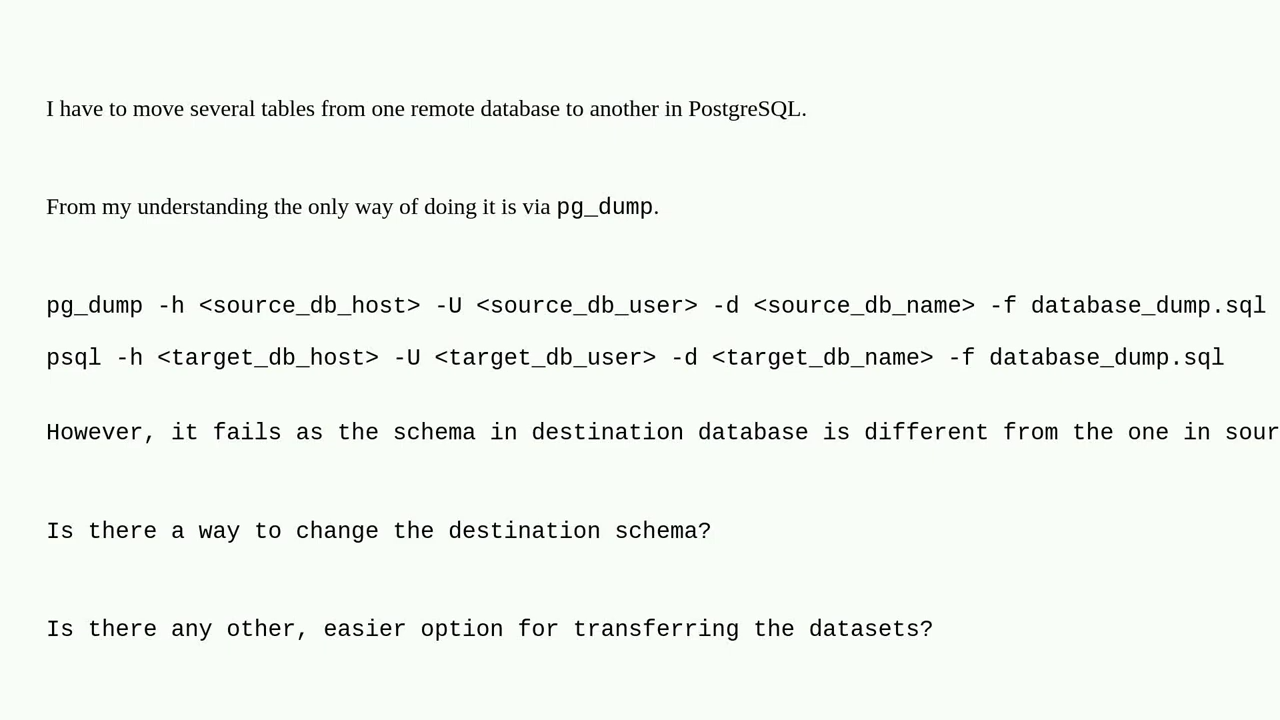 I have to move several tables from one remote database to another in PostgreSQL.
From my understanding the only way of doing it is via pg_dump.
pg_dump -h <source_db_host> -U <source_db_user> -d <source_db_name> -f database_dump.sql
psql -h <target_db_host> -U <target_db_user> -d <target_db_name> -f database_dump.sql
However, it fails as the schema in destination database is different from the one in sour
Is there a way to change the destination schema?
Is there any other, easier option for transferring the datasets?